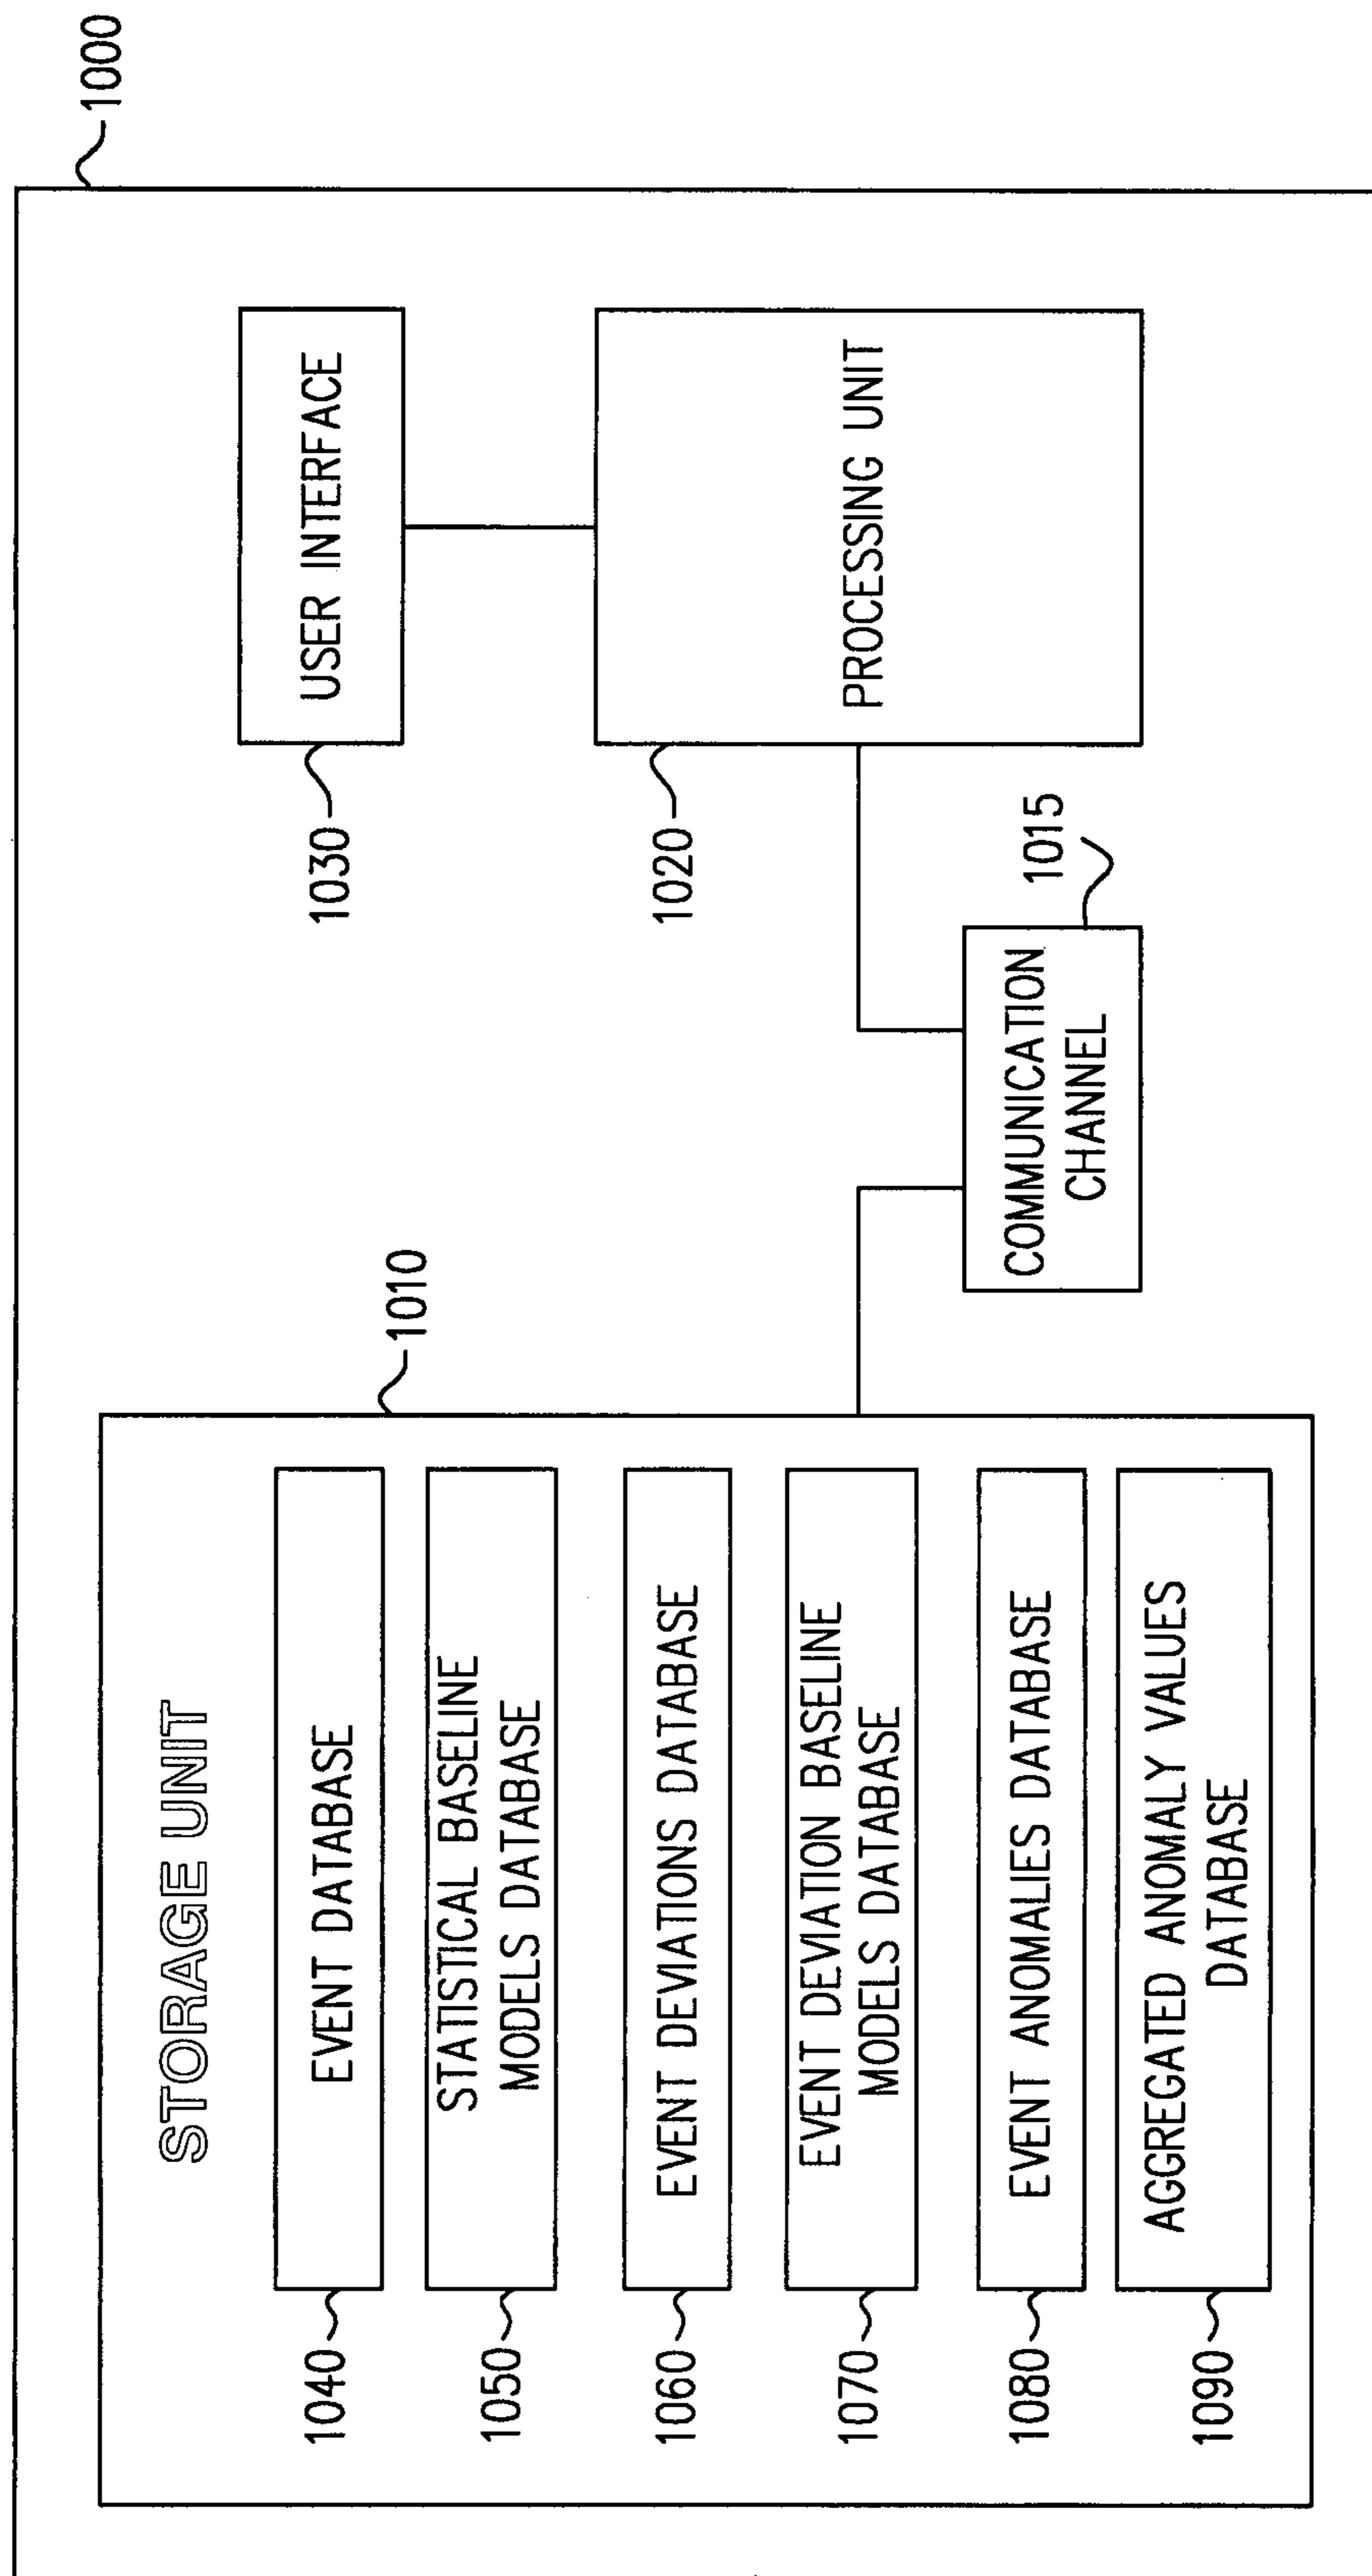 1000
STORAGE UNIT
1010
1040
EVENT DATABASE
1050
STATISTICAL BASELINE
MODELS DATABASE
1060
EVENT DEVIATIONS DATABASE
1070
EVENT DEVIATION BASELINE
MODELS DATABASE
1080
EVENT ANOMALIES DATABASE
1090
AGGREGATED ANOMALY VALUES
DATABASE
1030
USER INTERFACE
1020
PROCESSING UNIT
1015
COMMUNICATION
CHANNEL